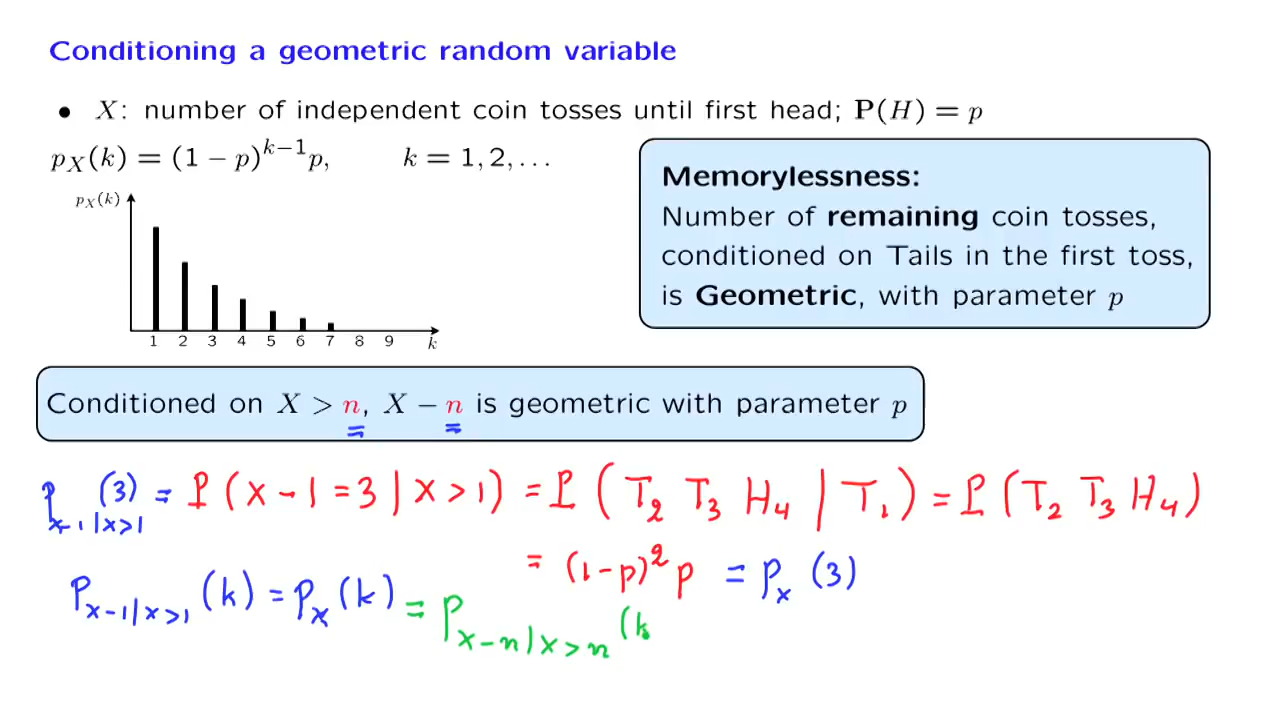 Conditioning a geometric random variable
• X: number of independent coin tosses until first head; P(H) = p
p_X(k) = (1 − p)^{k−1}p, k = 1, 2, . . .
Memorylessness:
Number of remaining coin tosses,
conditioned on Tails in the first toss,
is Geometric, with parameter p
p_X(k)
1 2 3 4 5 6 7 8 9 k
Conditioned on X > n, X − n is geometric with parameter p
p_{X-1|X>1}(3) = P(X-1=3|X>1) = P(T_2 T_3 H_4 | T_1) = P(T_2 T_3 H_4)
= (1-p)^2 p = p_X(3)
p_{X-1|X>1}(k) = p_X(k) = p_{X-n|X>n}(k